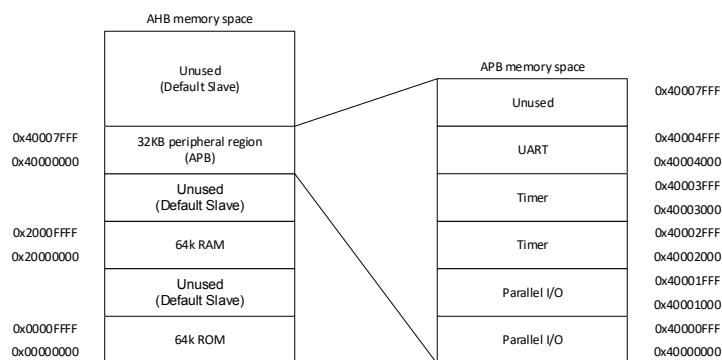 AHB memory space
Unused
(Default Slave)
0x40007FFF
0x40000000
32KB peripheral region
(APB)
Unused
(Default Slave)
0x2000FFFF
0x20000000
64k RAM
Unused
(Default Slave)
0x0000FFFF
0x00000000
64k ROM
APB memory space
Unused
0x40007FFF
UART
0x40004FFF
0x40004000
Timer
0x40003FFF
0x40003000
Timer
0x40002FFF
0x40002000
Parallel I/O
0x40001FFF
0x40001000
Parallel I/O
0x40000FFF
0x40000000